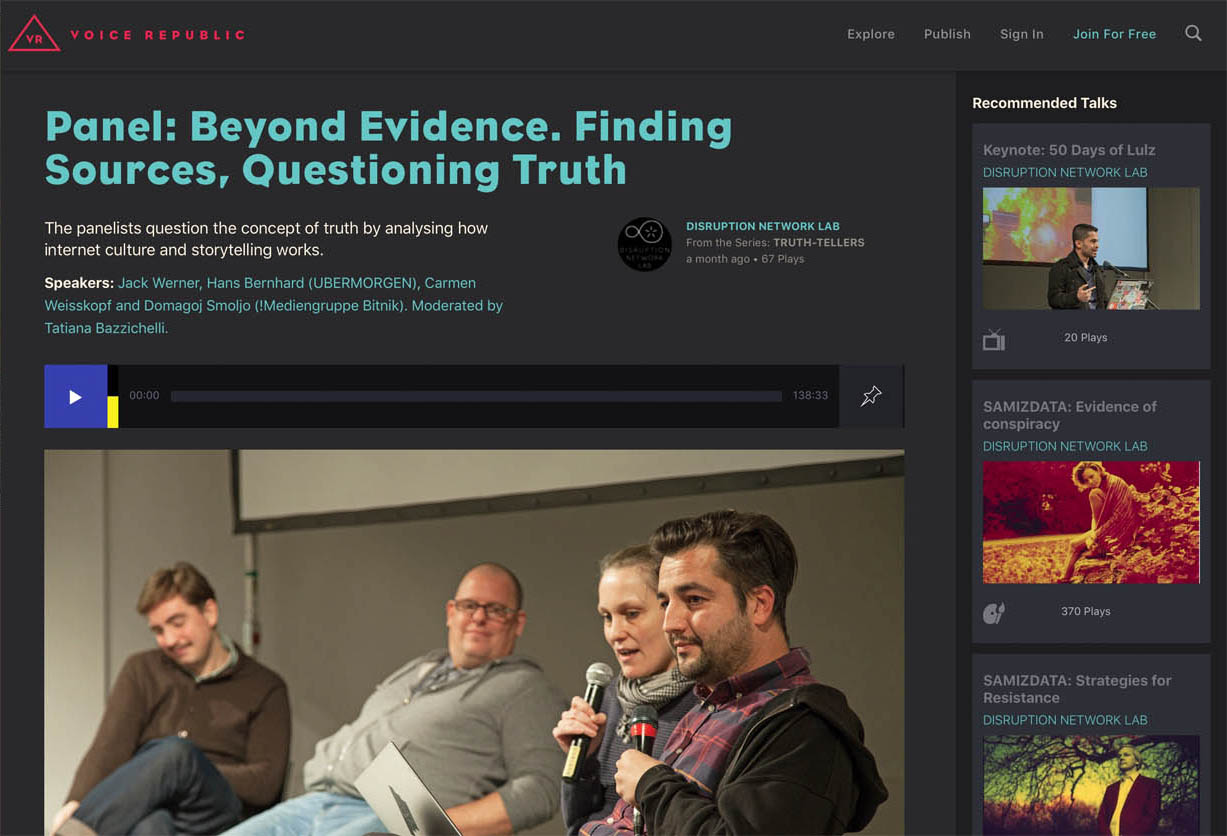 VR VOICE REPUBLIC
Explore Publish Sign In Join For Free
Panel: Beyond Evidence. Finding
Sources, Questioning Truth
The panelists question the concept of truth by analysing how
internet culture and storytelling works.
Speakers: Jack Werner, Hans Bernhard (UBERMORGEN), Carmen
Weisskopf and Domagoj Smoljo (!Mediengruppe Bitnik). Moderated by
Tatiana Bazzichelli.
DISRUPTION
NETWORK
LAB
DISRUPTION NETWORK LAB
From the Series: TRUTH-TELLERS
a month ago • 67 Plays
00:00
138:33
Recommended Talks
Keynote: 50 Days of Lulz
DISRUPTION NETWORK LAB
20 Plays
SAMIZDATA: Evidence of
conspiracy
DISRUPTION NETWORK LAB
370 Plays
SAMIZDATA: Strategies for
Resistance
DISRUPTION NETWORK LAB